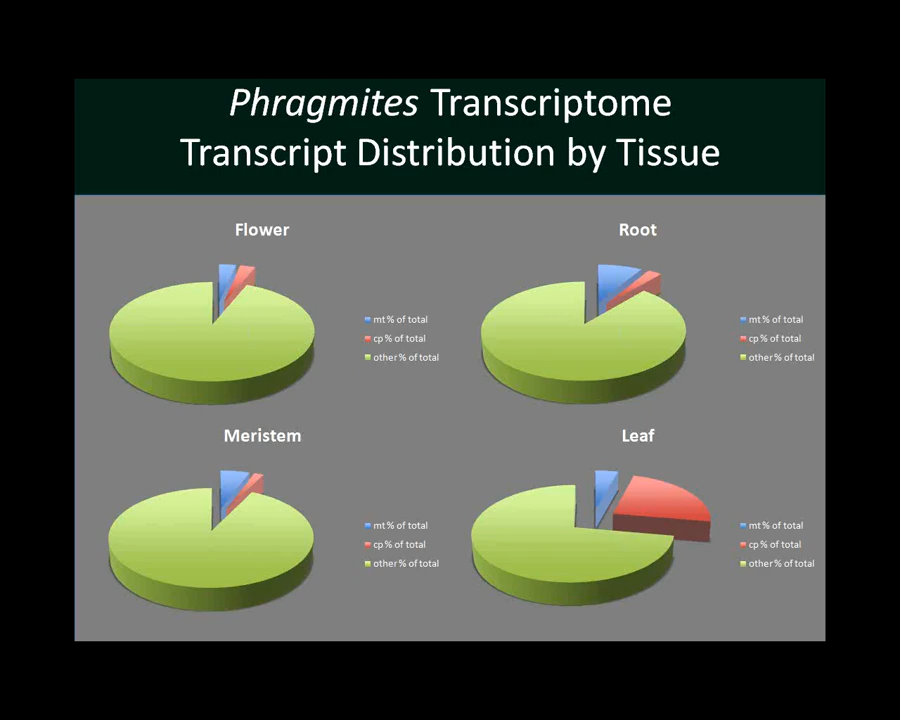 Phragmites Transcriptome
Transcript Distribution by Tissue
Flower
mt % of total
cp % of total
other % of total
Root
mt % of total
cp % of total
other % of total
Meristem
mt % of total
cp % of total
other % of total
Leaf
mt % of total
cp % of total
other % of total